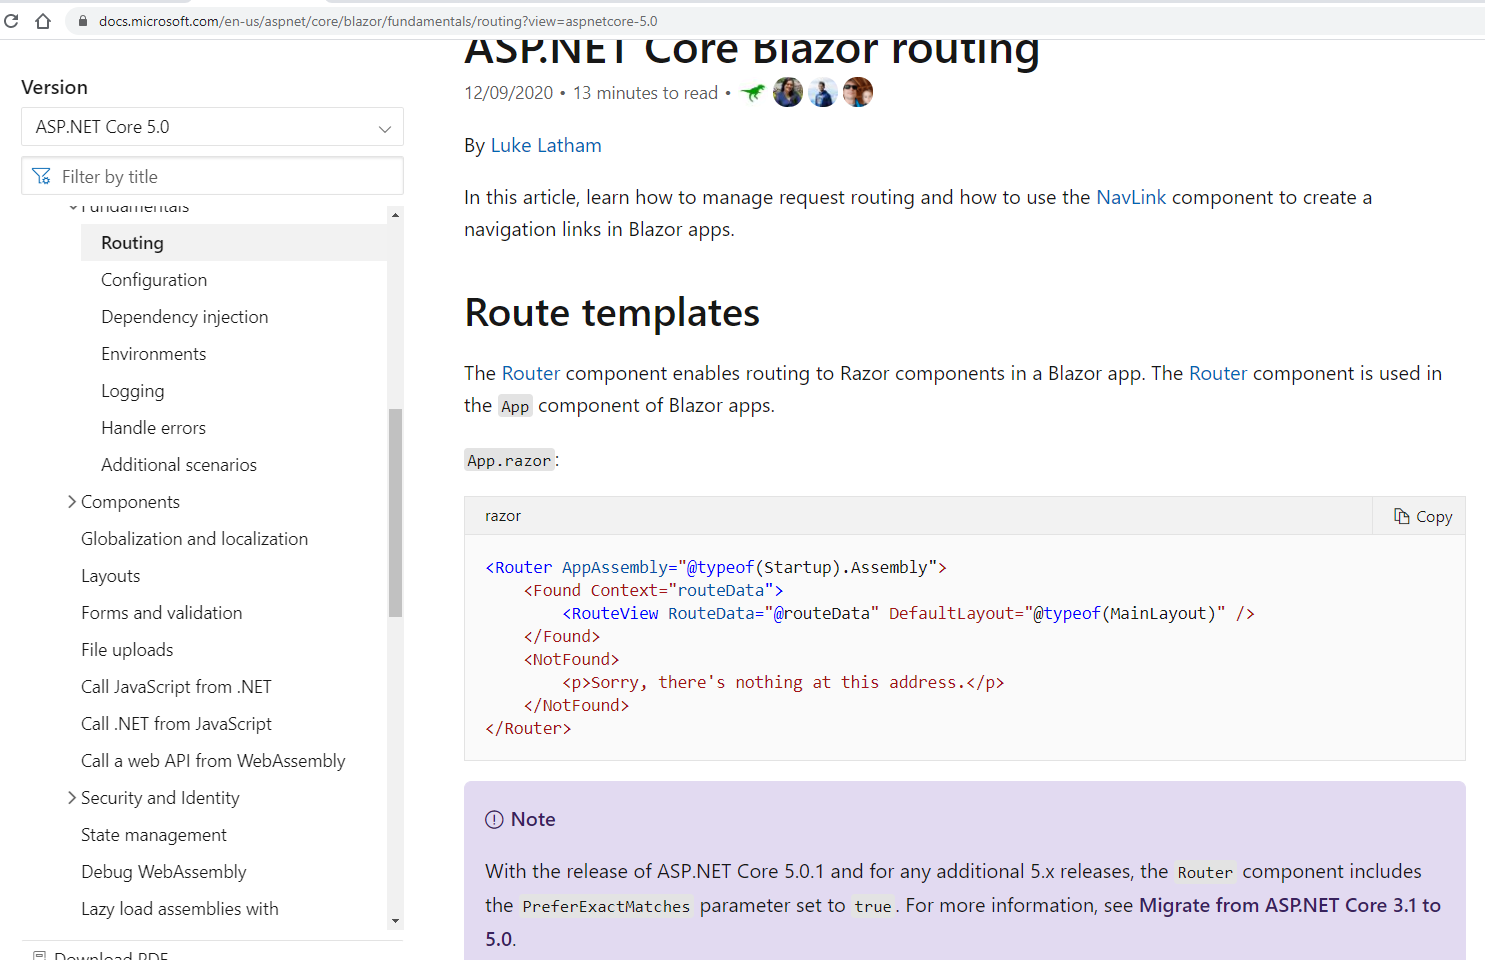 docs.microsoft.com/en-us/aspnet/core/blazor/fundamentals/routing?view=aspnetcore-5.0
Version
ASP.NET Core 5.0
Filter by title
Fundamentals
Routing
Configuration
Dependency injection
Environments
Logging
Handle errors
Additional scenarios
Components
Globalization and localization
Layouts
Forms and validation
File uploads
Call JavaScript from .NET
Call .NET from JavaScript
Call a web API from WebAssembly
Security and Identity
State management
Debug WebAssembly
Lazy load assemblies with
Download PDF
ASP.NET Core Blazor routing
12/09/2020 • 13 minutes to read •
By Luke Latham
In this article, learn how to manage request routing and how to use the NavLink component to create a
navigation links in Blazor apps.
Route templates
The Router component enables routing to Razor components in a Blazor app. The Router component is used in
the App component of Blazor apps.
App.razor:
razor
Copy
<Router AppAssembly="@typeof(Startup).Assembly">
    <Found Context="routeData">
        <RouteView RouteData="@routeData" DefaultLayout="@typeof(MainLayout)" />
    </Found>
    <NotFound>
        <p>Sorry, there's nothing at this address.</p>
    </NotFound>
</Router>
Note
With the release of ASP.NET Core 5.0.1 and for any additional 5.x releases, the Router component includes
the PreferExactMatches parameter set to true. For more information, see Migrate from ASP.NET Core 3.1 to
5.0.